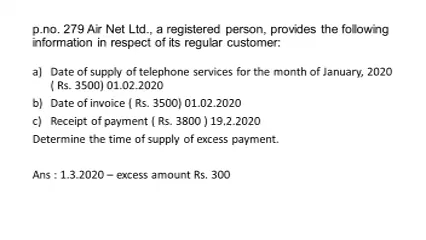 p.no. 279 Air Net Ltd., a registered person, provides the following
information in respect of its regular customer:
a) Date of supply of telephone services for the month of January, 2020
( Rs. 3500) 01.02.2020
b) Date of invoice ( Rs. 3500) 01.02.2020
c) Receipt of payment ( Rs. 3800 ) 19.2.2020
Determine the time of supply of excess payment.
Ans : 1.3.2020 – excess amount Rs. 300